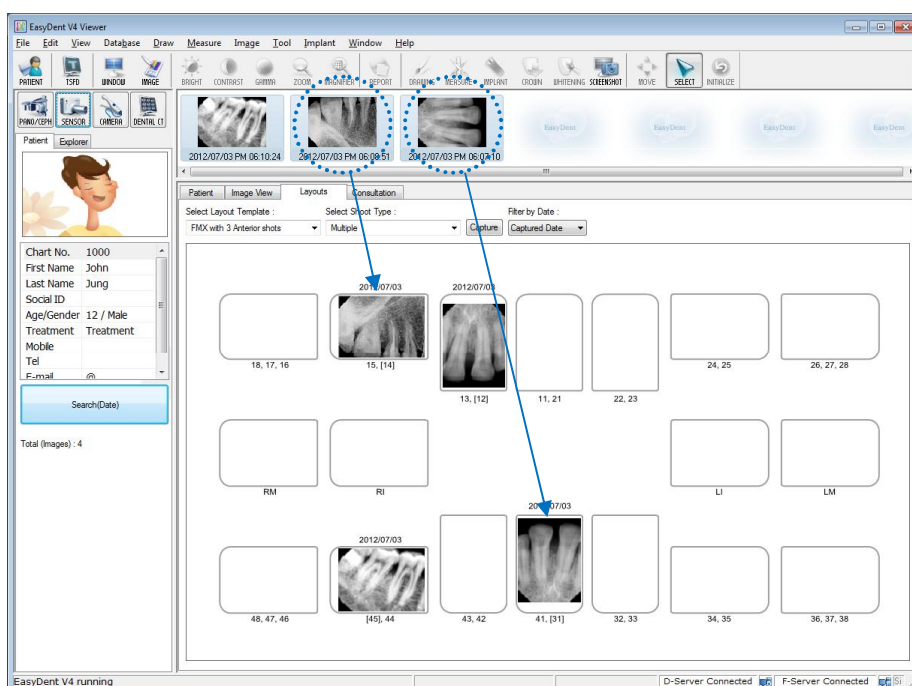 EasyDent V4 Viewer
File Edit View Database Draw Measure Image Tool Implant Window Help
PATIENT TSFD WINDOW IMAGE BRIGHT CONTRAST GAMMA ZOOM MAGNIFIER REPORT DRAWING MEASURE IMPLANT CROWN WHITENING SCREENSHOT MOVE SELECT INITIALIZE
PANO/CEPH SENSOR CAMERA DENTAL CT
EasyDent EasyDent EasyDent EasyDent
Patient Explorer
2012/07/03 PM 06:10:24 2012/07/03 PM 06:08:51 2012/07/03 PM 06:07:10
Patient Image View Layouts Consultation
Select Layout Template : Select Shoot Type : Filter by Date :
FMX with 3 Anterior shots Multiple Capture Captured Date
Chart No. 1000
First Name John
Last Name Jung
Social ID
Age/Gender 12 / Male
Treatment Treatment
Mobile
Tel
E-mail @
Search(Date)
Total (Images) : 4
2012/07/03 2012/07/03
18, 17, 16 15, [14] 24, 25 26, 27, 28
13, [12] 11, 21 22, 23
RM RI LI LM
2012/07/03
2012/07/03
48, 47, 46 [45], 44 43, 42 41, [31] 32, 33 34, 35 36, 37, 38
EasyDent V4 running D-Server Connected F-Server Connected